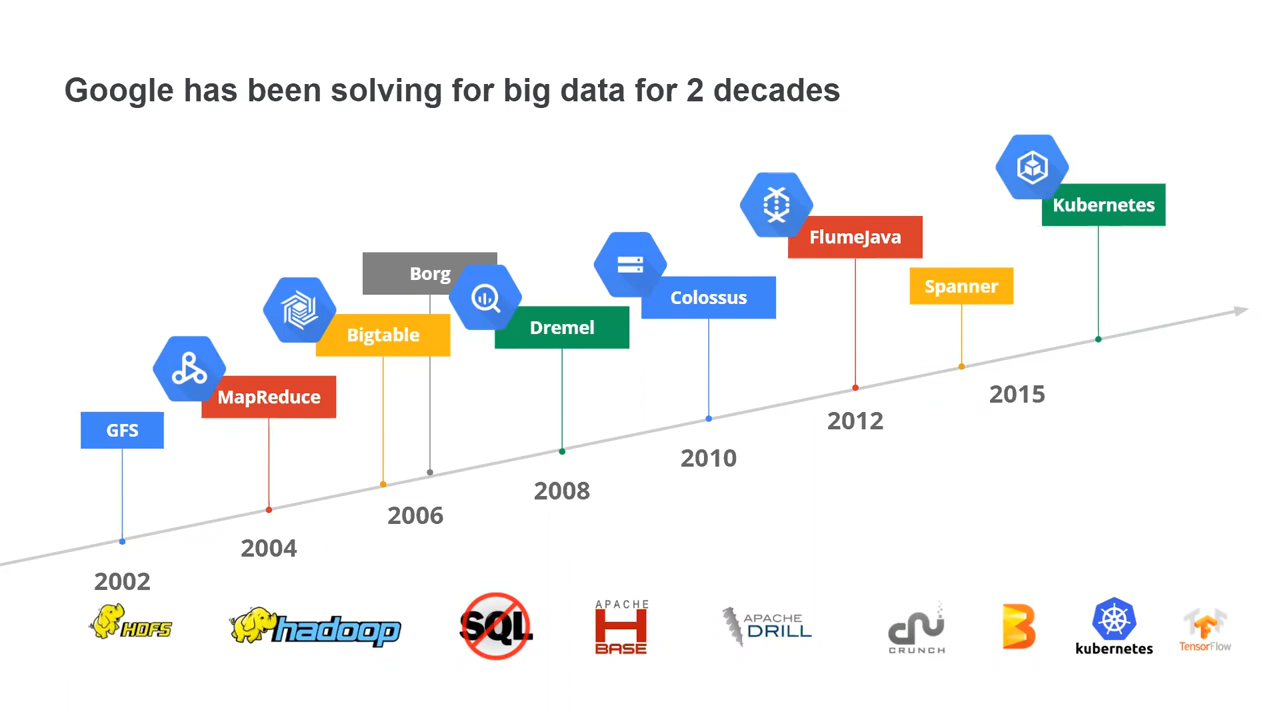 Google has been solving for big data for 2 decades
Kubernetes
FlumeJava
Borg
Spanner
Colossus
Dremel
Bigtable
MapReduce
GFS
2015
2012
2010
2008
2006
2004
2002
HDFS
hadoop
SQL
APACHE
H
BASE
APACHE
DRILL
CRUNCH
kubernetes
TensorFlow